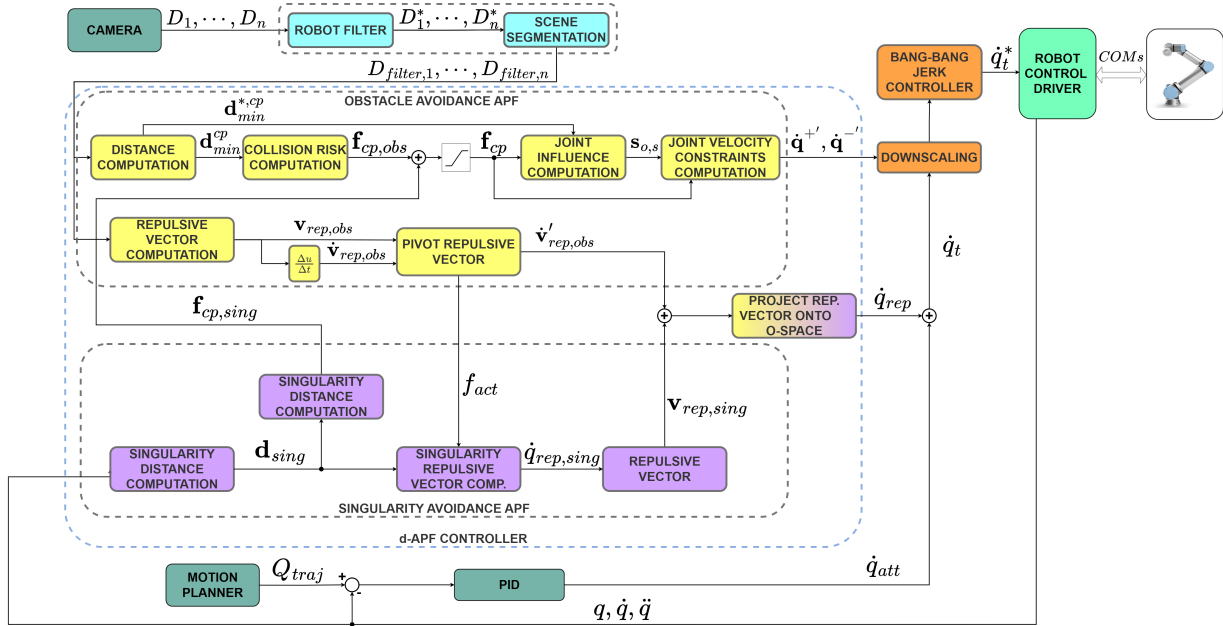 CAMERA
D_1, ⋯, D_n
ROBOT FILTER
D_1^*, ⋯, D_n^*
SCENE
SEGMENTATION
D_{filter,1}, ⋯, D_{filter,n}
BANG-BANG
JERK
CONTROLLER
q̇_t^*
ROBOT
CONTROL
DRIVER
COMs
OBSTACLE AVOIDANCE APF
d_{min}^{*,cp}
DISTANCE
COMPUTATION
d_{min}^{cp}
COLLISION RISK
COMPUTATION
f_{cp,obs}
+
f_{cp}
JOINT
INFLUENCE
COMPUTATION
s_{o,s}
JOINT VELOCITY
CONSTRAINTS
COMPUTATION
q̇^{+'}, q̇^{-'}
DOWNSCALING
REPULSIVE
VECTOR
COMPUTATION
v_{rep,obs}
Δu
Δt
v̇_{rep,obs}
PIVOT REPULSIVE
VECTOR
v̇'_{rep,obs}
q̇_t
f_{cp,sing}
+
PROJECT REP.
VECTOR ONTO
O-SPACE
q̇_{rep}
+
SINGULARITY
DISTANCE
COMPUTATION
f_{act}
v_{rep,sing}
SINGULARITY
DISTANCE
COMPUTATION
d_{sing}
SINGULARITY
REPULSIVE
VECTOR COMP.
q̇_{rep,sing}
REPULSIVE
VECTOR
SINGULARITY AVOIDANCE APF
d-APF CONTROLLER
MOTION
PLANNER
Q_{traj}
+
-
PID
q̇_{att}
q, q̇, q̈